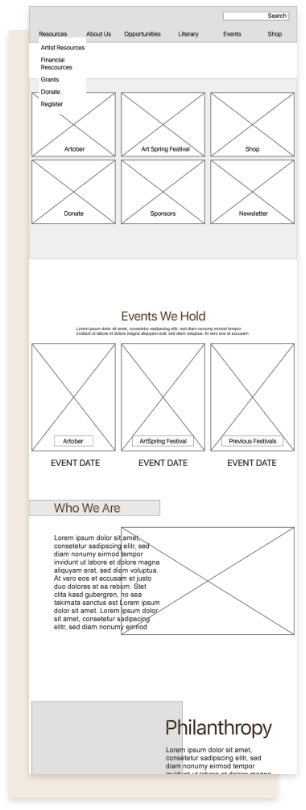 Search
Resources About Us Opportunities Literary Events Shop
Artist Resources
Financial
Rescources
Grants
Donate
Register
Artober Art Spring Festival Shop
Donate Sponsors Newsletter
Events We Hold
Lorem ipsum dolor sit amet, consetetur sadipscing elitr, sed diam nonumy eirmod tempor
invidunt ut labore et dolore magna aliquyam erat, sed diam voluptua. At vero eos et accusam
Artober ArtSpring Festival Previous Festivals
EVENT DATE EVENT DATE EVENT DATE
Who We Are
Lorem ipsum dolor sit amet,
consetetur sadipscing elitr, sed
diam nonumy eirmod tempor
invidunt ut labore et dolore magna
aliquyam erat, sed diam voluptua.
At vero eos et accusam et justo
duo dolores et ea rebum. Stet
clita kasd gubergren, no sea
takimata sanctus est Lorem ipsum
dolor sit amet. Lorem ipsum dolor
sit amet, consetetur sadipscing
elitr, sed diam nonumy eirmod
Philanthropy
Lorem ipsum dolor sit amet,
consetetur sadipscing elitr, sed
diam nonumy eirmod tempor
invidunt ut labore et dolore magna